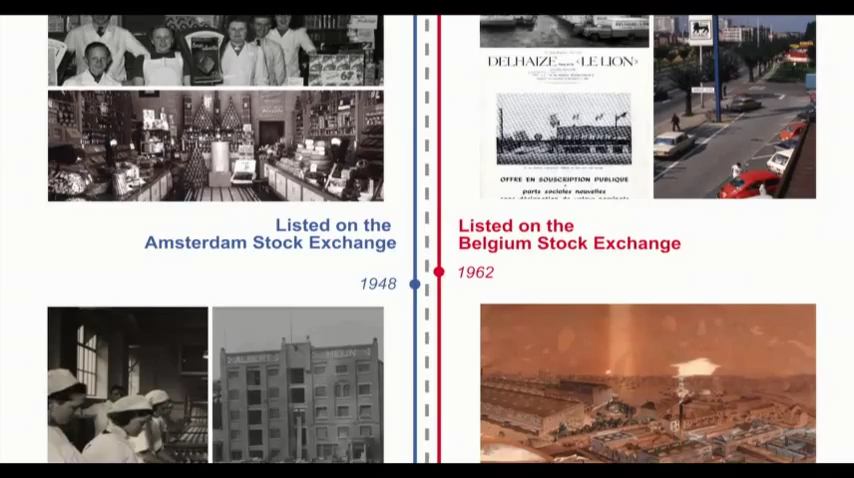 DELHAIZE «LE LION»
OFFRE EN SOUSCRIPTION PUBLIQUE
parts sociales nouvelles
Listed on the
Amsterdam Stock Exchange
1948
Listed on the
Belgium Stock Exchange
1962
ALBERT HEIJN